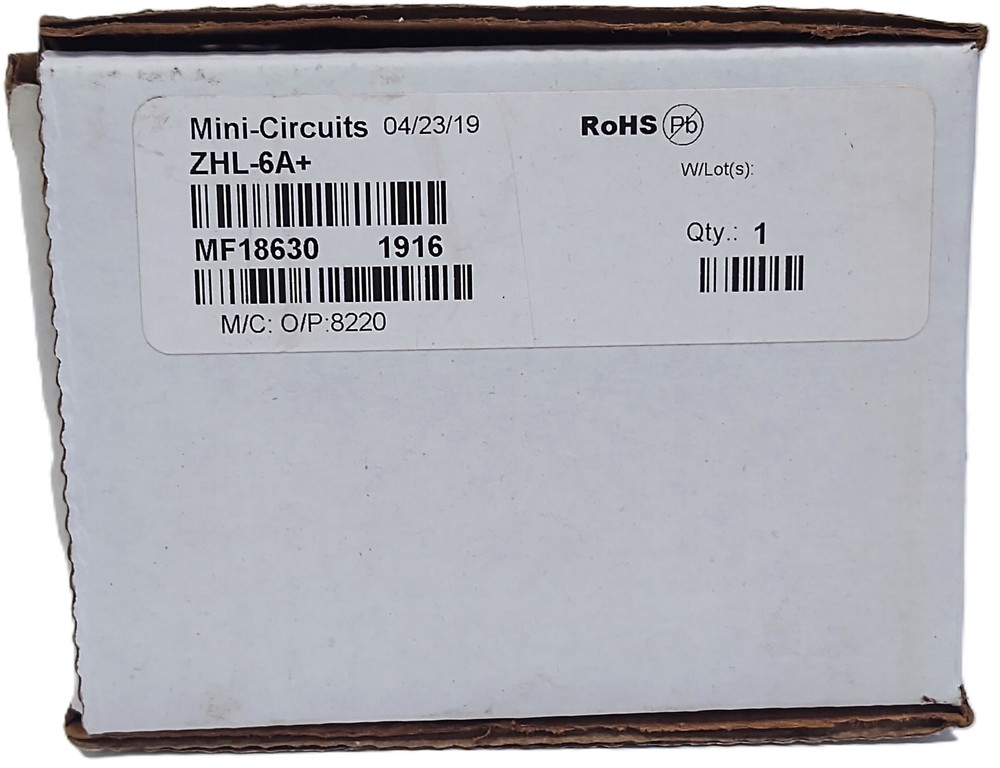 Mini-Circuits 04/23/19
RoHS Pb
ZHL-6A+
W/Lot(s):
MF18630 1916
Qty.: 1
M/C: O/P:8220